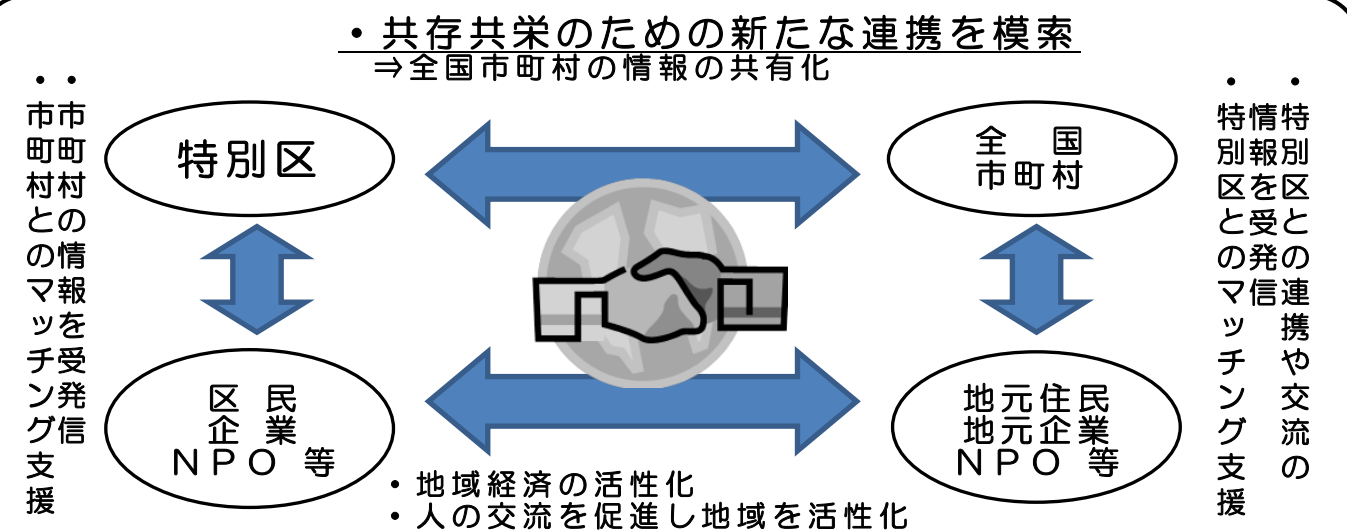 ・共存共栄のための新たな連携を模索
⇒全国市町村の情報の共有化
・市町村の情報を受発信
・市町村とのマッチング支援
特別区
全　国
市町村
・特別区との連携や交流の
情報を受発信
・特別区とのマッチング支援
区　民
企　業
ＮＰＯ 等
地元住民
地元企業
ＮＰＯ 等
・地域経済の活性化
・人の交流を促進し地域を活性化